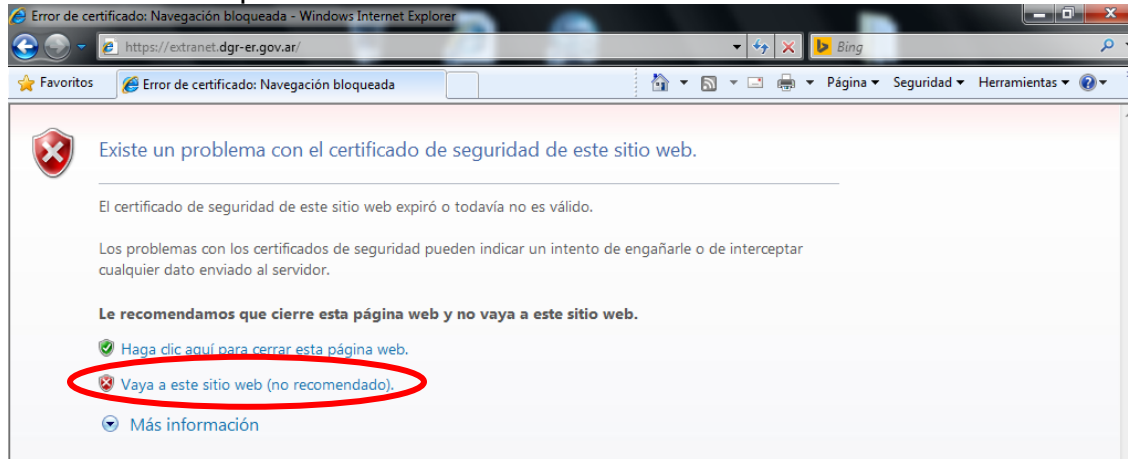 Error de certificado: Navegación bloqueada - Windows Internet Explorer
https://extranet.dgr-er.gov.ar/
Bing
Favoritos
Error de certificado: Navegación bloqueada
Página
Seguridad
Herramientas
Existe un problema con el certificado de seguridad de este sitio web.
El certificado de seguridad de este sitio web expiró o todavía no es válido.
Los problemas con los certificados de seguridad pueden indicar un intento de engañarle o de interceptar
cualquier dato enviado al servidor.
Le recomendamos que cierre esta página web y no vaya a este sitio web.
Haga clic aquí para cerrar esta página web.
Vaya a este sitio web (no recomendado).
Más información